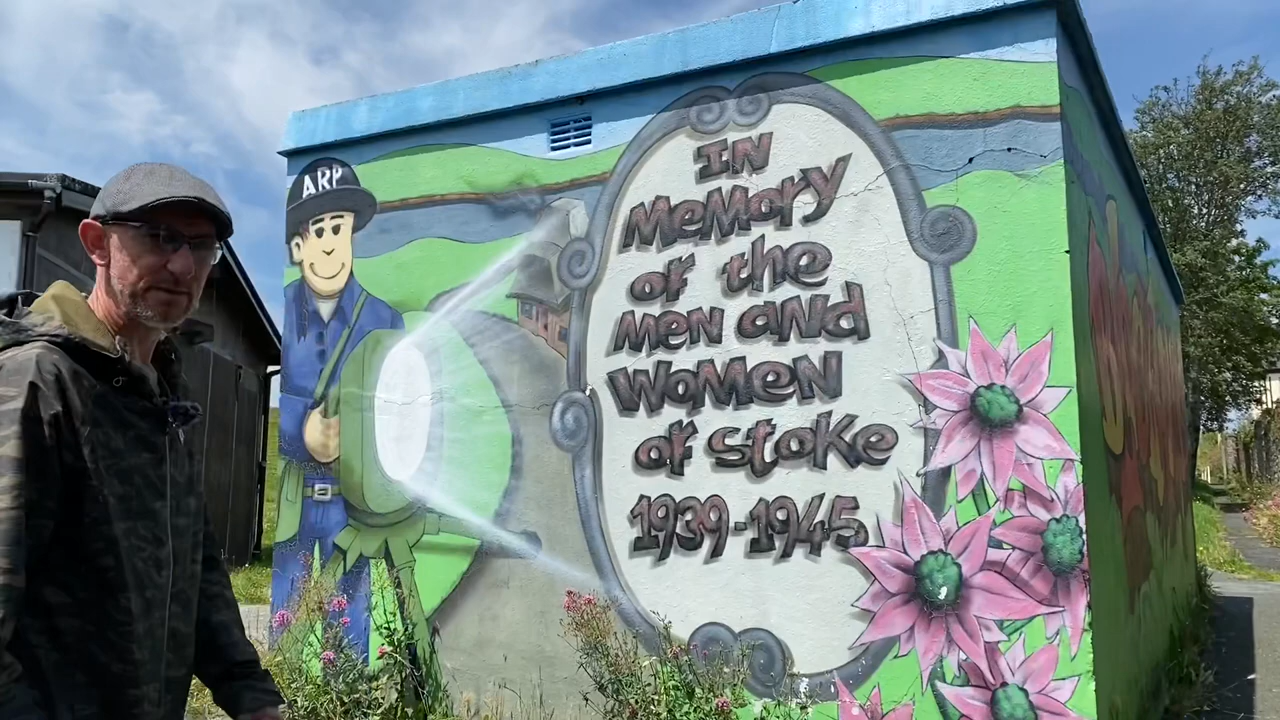 ARP
IN
MeMory
of the
MeN aNd
WoMeN
of Stoke
1939-1945